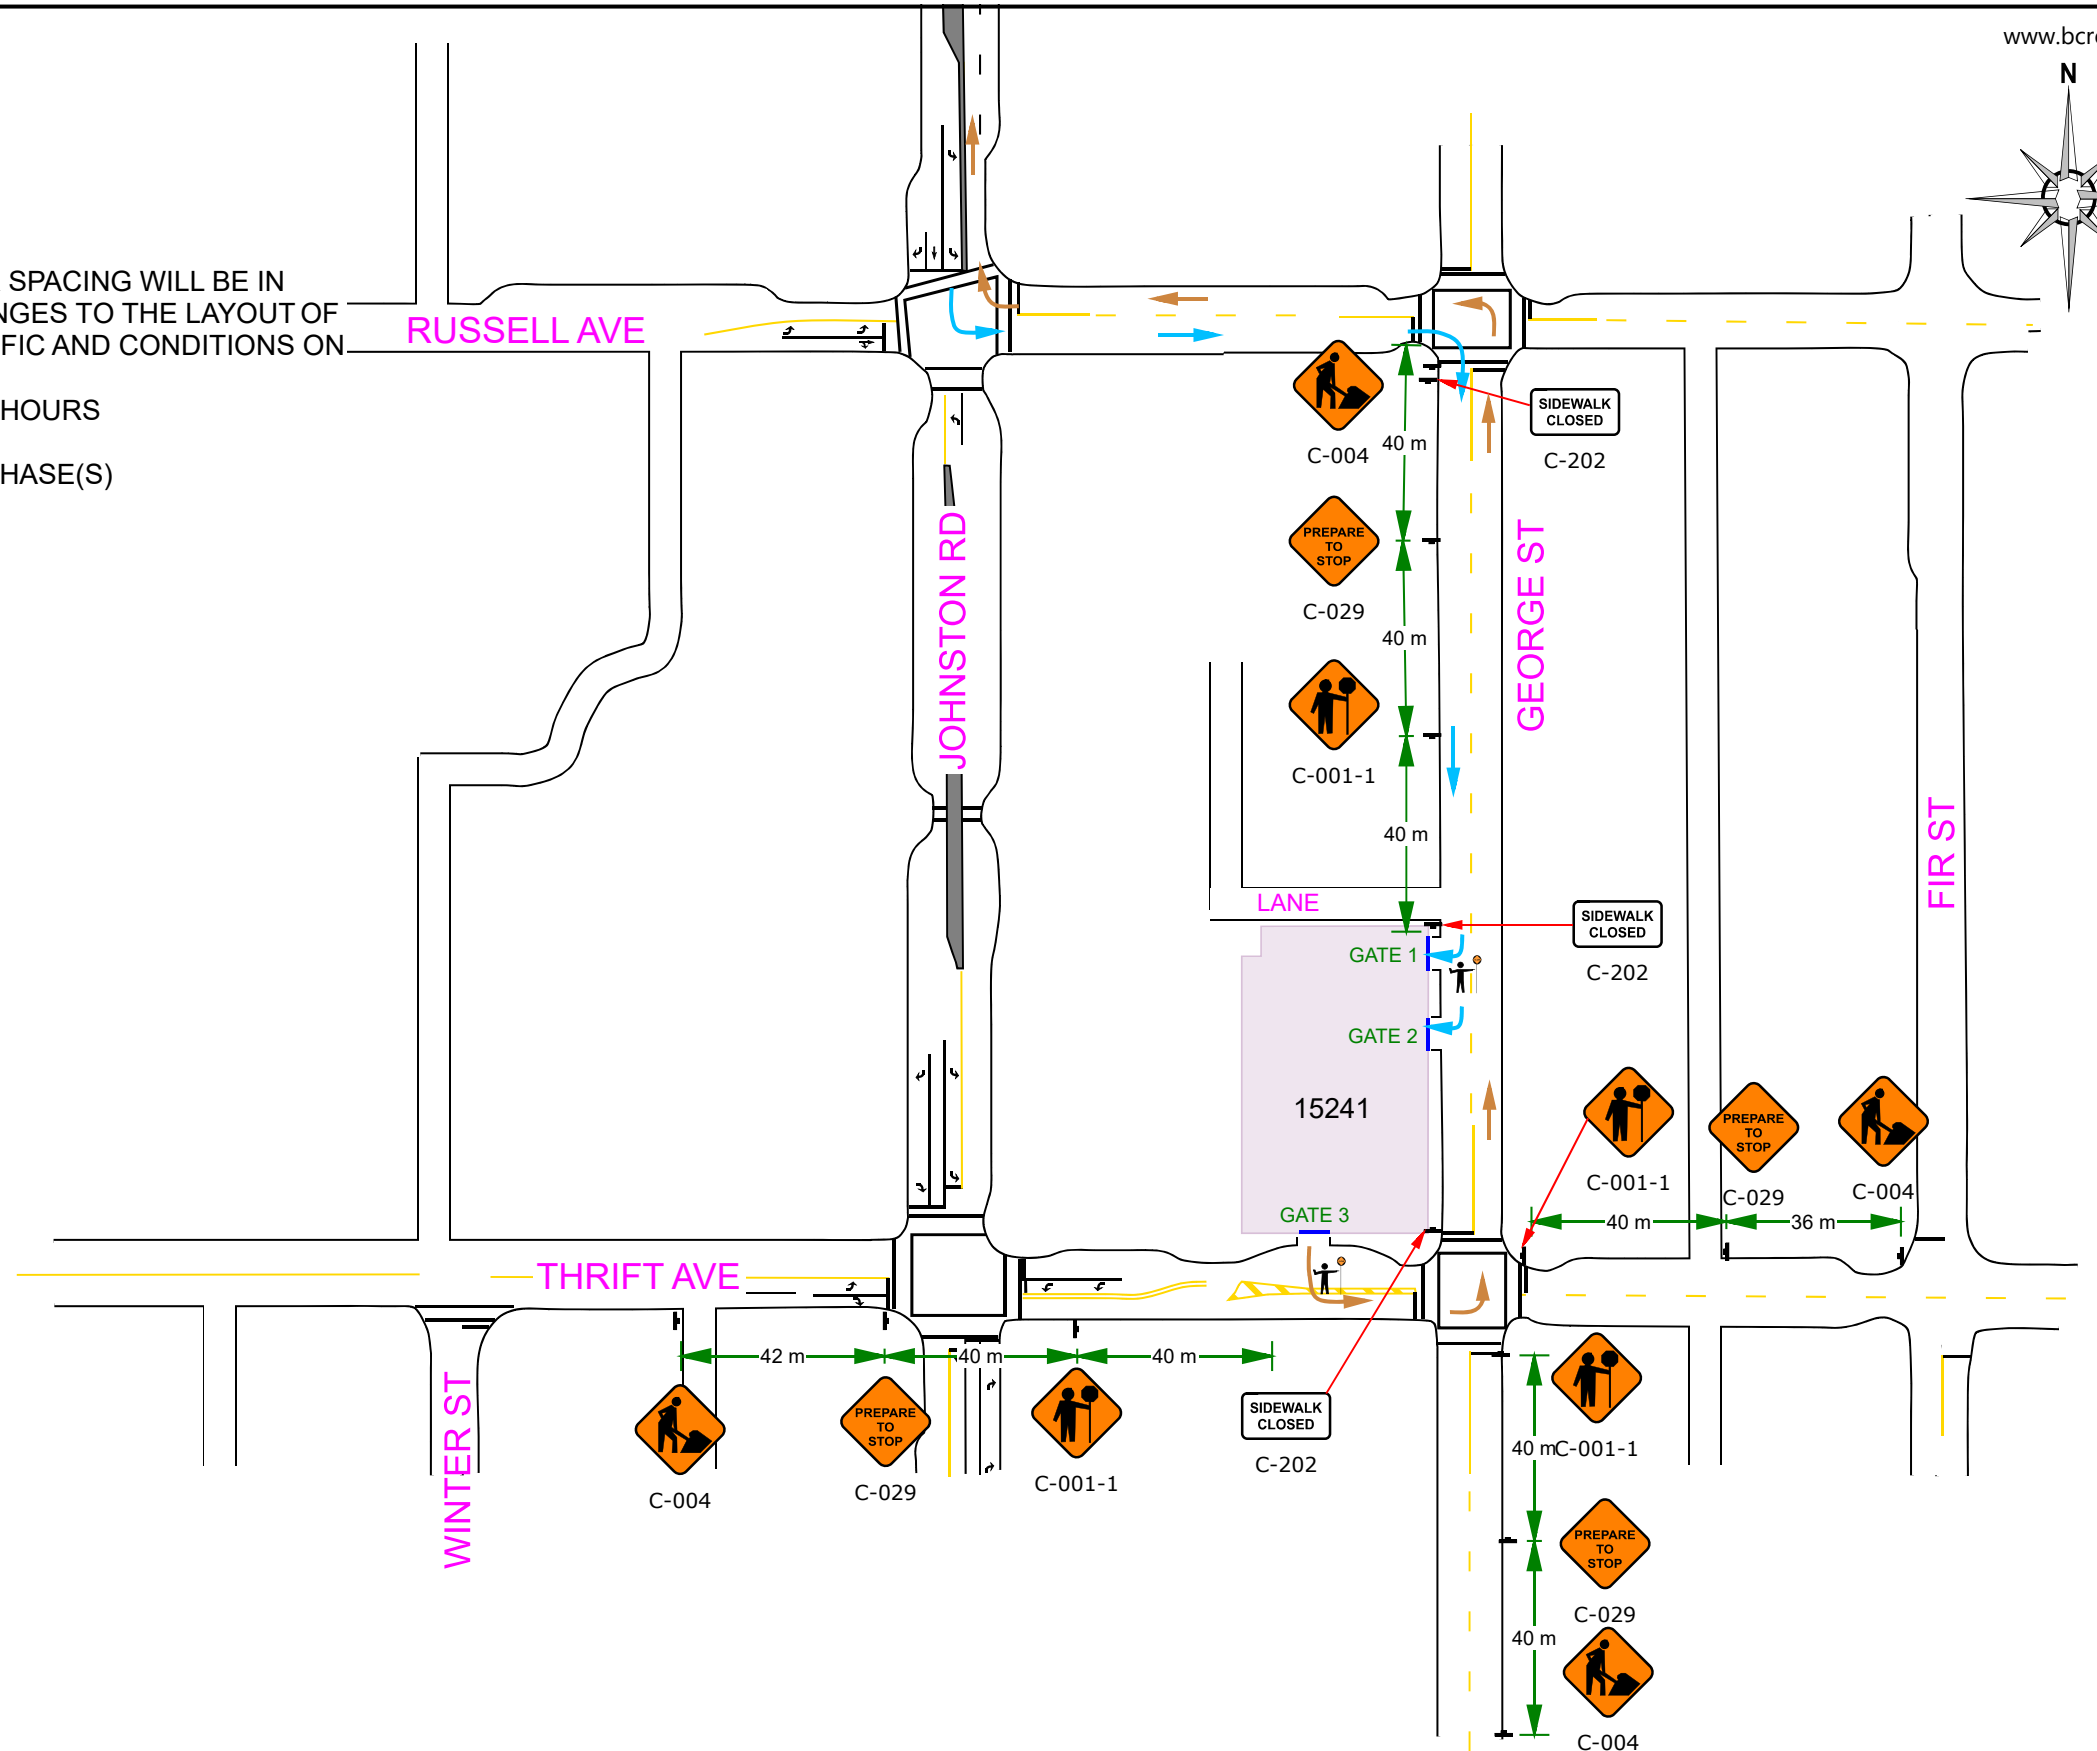 www.bcr
N
SPACING WILL BE IN
NGES TO THE LAYOUT OF
FIC AND CONDITIONS ON
HOURS
HASE(S)
RUSSELL AVE
JOHNSTON RD
GEORGE ST
FIR ST
C-004
40 m
SIDEWALK
CLOSED
C-202
PREPARE
TO
STOP
C-029
40 m
C-001-1
40 m
LANE
SIDEWALK
CLOSED
C-202
GATE 1
GATE 2
15241
GATE 3
C-001-1
PREPARE
TO
STOP
C-029
C-004
40 m
36 m
THRIFT AVE
WINTER ST
42 m
40 m
40 m
C-004
PREPARE
TO
STOP
C-029
C-001-1
SIDEWALK
CLOSED
C-202
40 m
C-001-1
PREPARE
TO
STOP
C-029
40 m
C-004